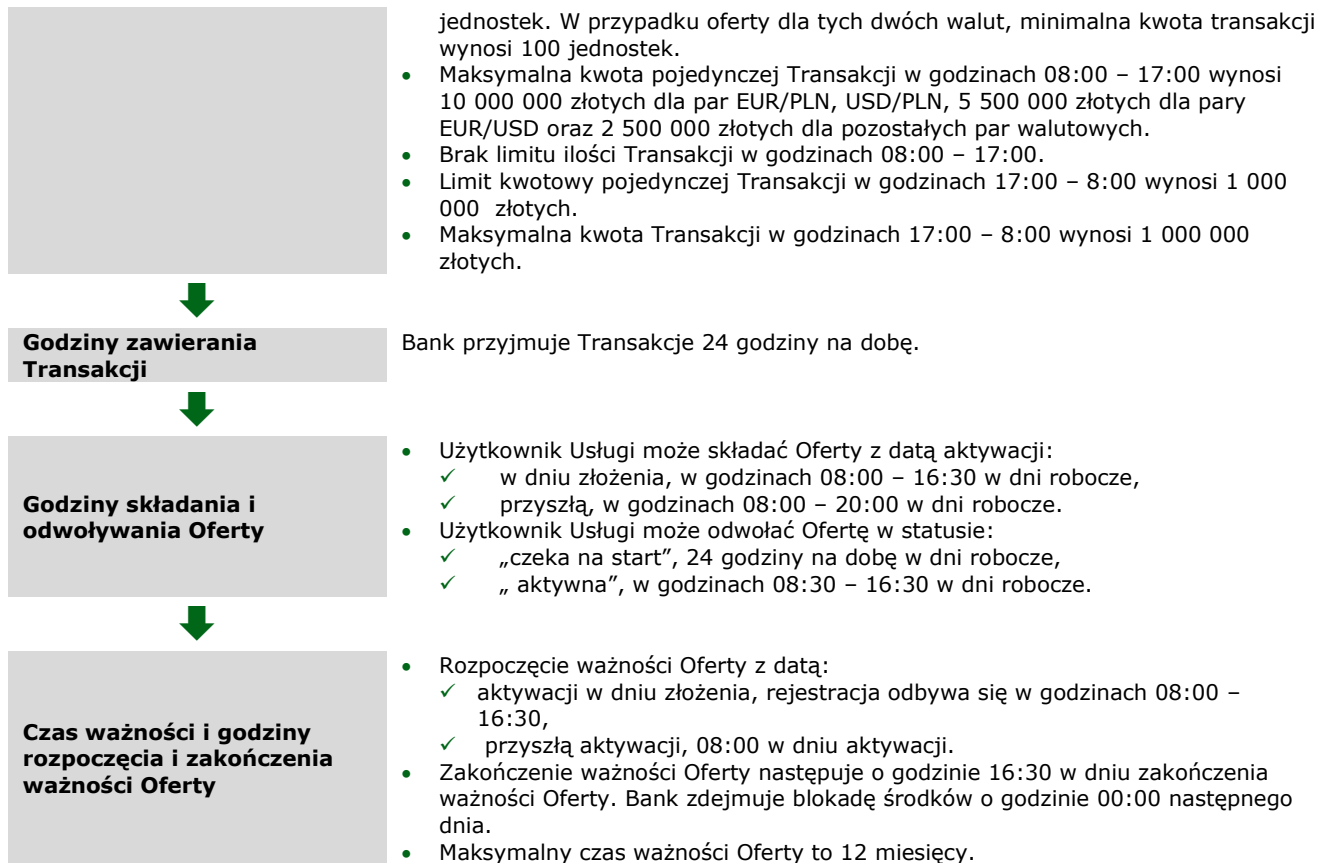 jednostek. W przypadku oferty dla tych dwóch walut, minimalna kwota transakcji
wynosi 100 jednostek.
• Maksymalna kwota pojedynczej Transakcji w godzinach 08:00 – 17:00 wynosi
10 000 000 złotych dla par EUR/PLN, USD/PLN, 5 500 000 złotych dla pary
EUR/USD oraz 2 500 000 złotych dla pozostałych par walutowych.
• Brak limitu ilości Transakcji w godzinach 08:00 – 17:00.
• Limit kwotowy pojedynczej Transakcji w godzinach 17:00 – 8:00 wynosi 1 000
000  złotych.
• Maksymalna kwota Transakcji w godzinach 17:00 – 8:00 wynosi 1 000 000
złotych.
Godziny zawierania
Transakcji
Bank przyjmuje Transakcje 24 godziny na dobę.
Godziny składania i
odwoływania Oferty
• Użytkownik Usługi może składać Oferty z datą aktywacji:
✓ w dniu złożenia, w godzinach 08:00 – 16:30 w dni robocze,
✓ przyszłą, w godzinach 08:00 – 20:00 w dni robocze.
• Użytkownik Usługi może odwołać Ofertę w statusie:
✓ „czeka na start”, 24 godziny na dobę w dni robocze,
✓ „ aktywna”, w godzinach 08:30 – 16:30 w dni robocze.
Czas ważności i godziny
rozpoczęcia i zakończenia
ważności Oferty
• Rozpoczęcie ważności Oferty z datą:
✓ aktywacji w dniu złożenia, rejestracja odbywa się w godzinach 08:00 –
16:30,
✓ przyszłą aktywacji, 08:00 w dniu aktywacji.
• Zakończenie ważności Oferty następuje o godzinie 16:30 w dniu zakończenia
ważności Oferty. Bank zdejmuje blokadę środków o godzinie 00:00 następnego
dnia.
• Maksymalny czas ważności Oferty to 12 miesięcy.